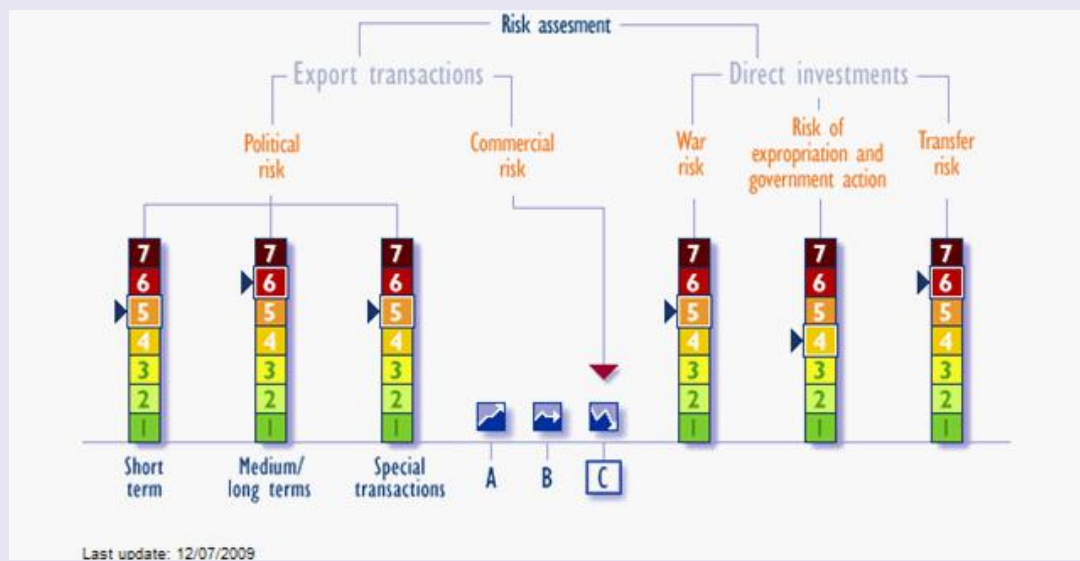 Risk assesment
Export transactions
Direct investments
Political
risk
Commercial
risk
War
risk
Risk of
expropriation and
government action
Transfer
risk
7
6
5
4
3
2
1
7
6
5
4
3
2
1
7
6
5
4
3
2
1
7
6
5
4
3
2
1
7
6
5
4
3
2
1
7
6
5
4
3
2
1
Short
term
Medium/
long terms
Special
transactions
A
B
C
Last update: 12/07/2009